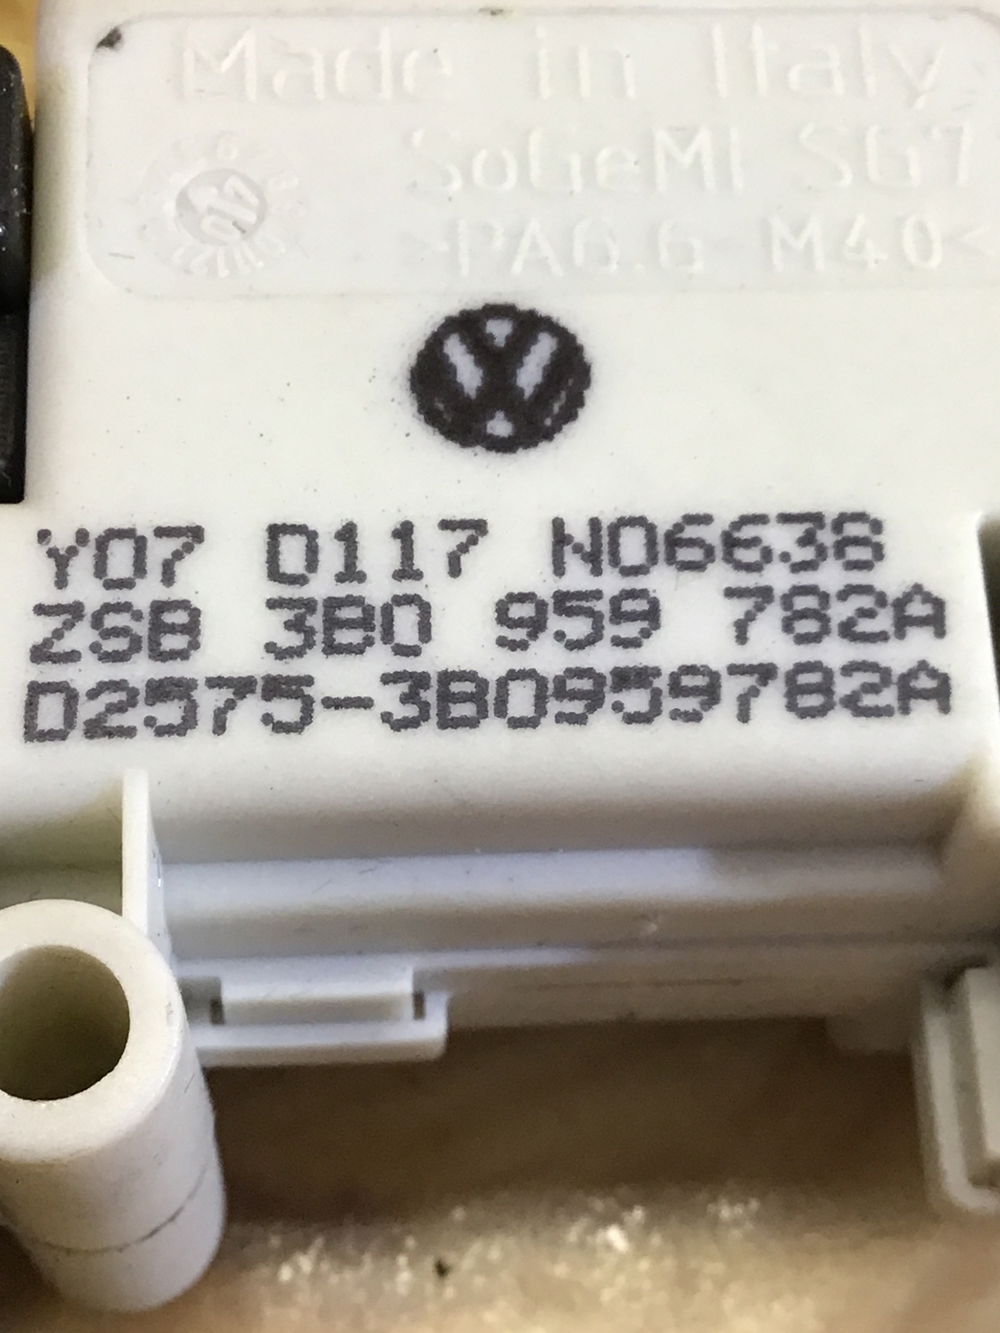 Made in Italy
SoGeMI SG7
>PA6.6 M40<
Y07 D117 N06638
ZSB 3B0 959 782A
D2575-3B0959782A